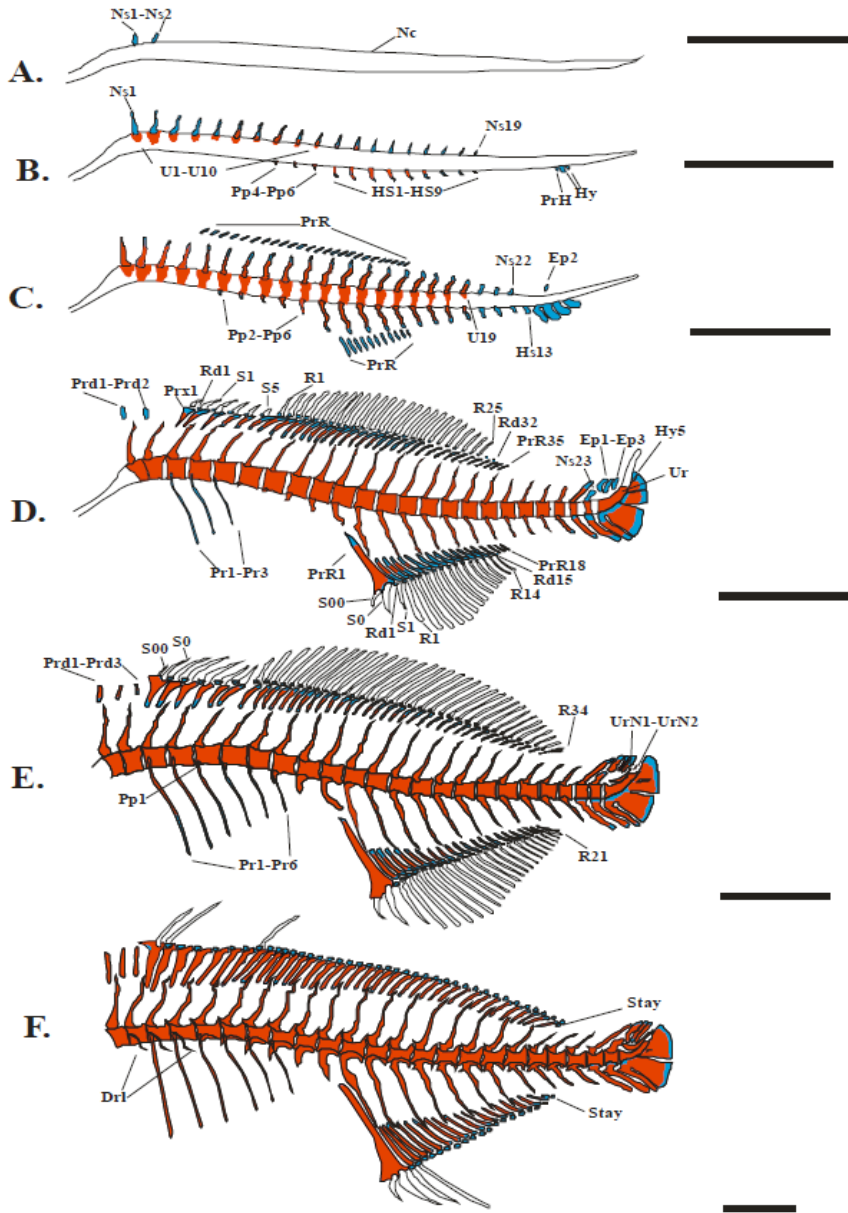 Ns1-Ns2
Nc
A.
Ns1
Ns19
U1-U10
B.
Pp4-Pp6
HS1-HS9
PrH
Hy
PrR
Ns22
Ep2
C.
Pp2-Pp6
U19
Hs13
PrR
Prd1-Prd2
Prx1
Rd1
S1
S5
R1
R25
Rd32
PrR35
Ns23
Ep1-Ep3
Hy5
Ur
D.
Pr1-Pr3
PrR1
S00
S0
Rd1
S1
R1
PrR18
Rd15
R14
Prd1-Prd3
S00
S0
R34
UrN1-UrN2
E.
Pp1
Pr1-Pr6
R21
F.
Stay
Drl
Stay